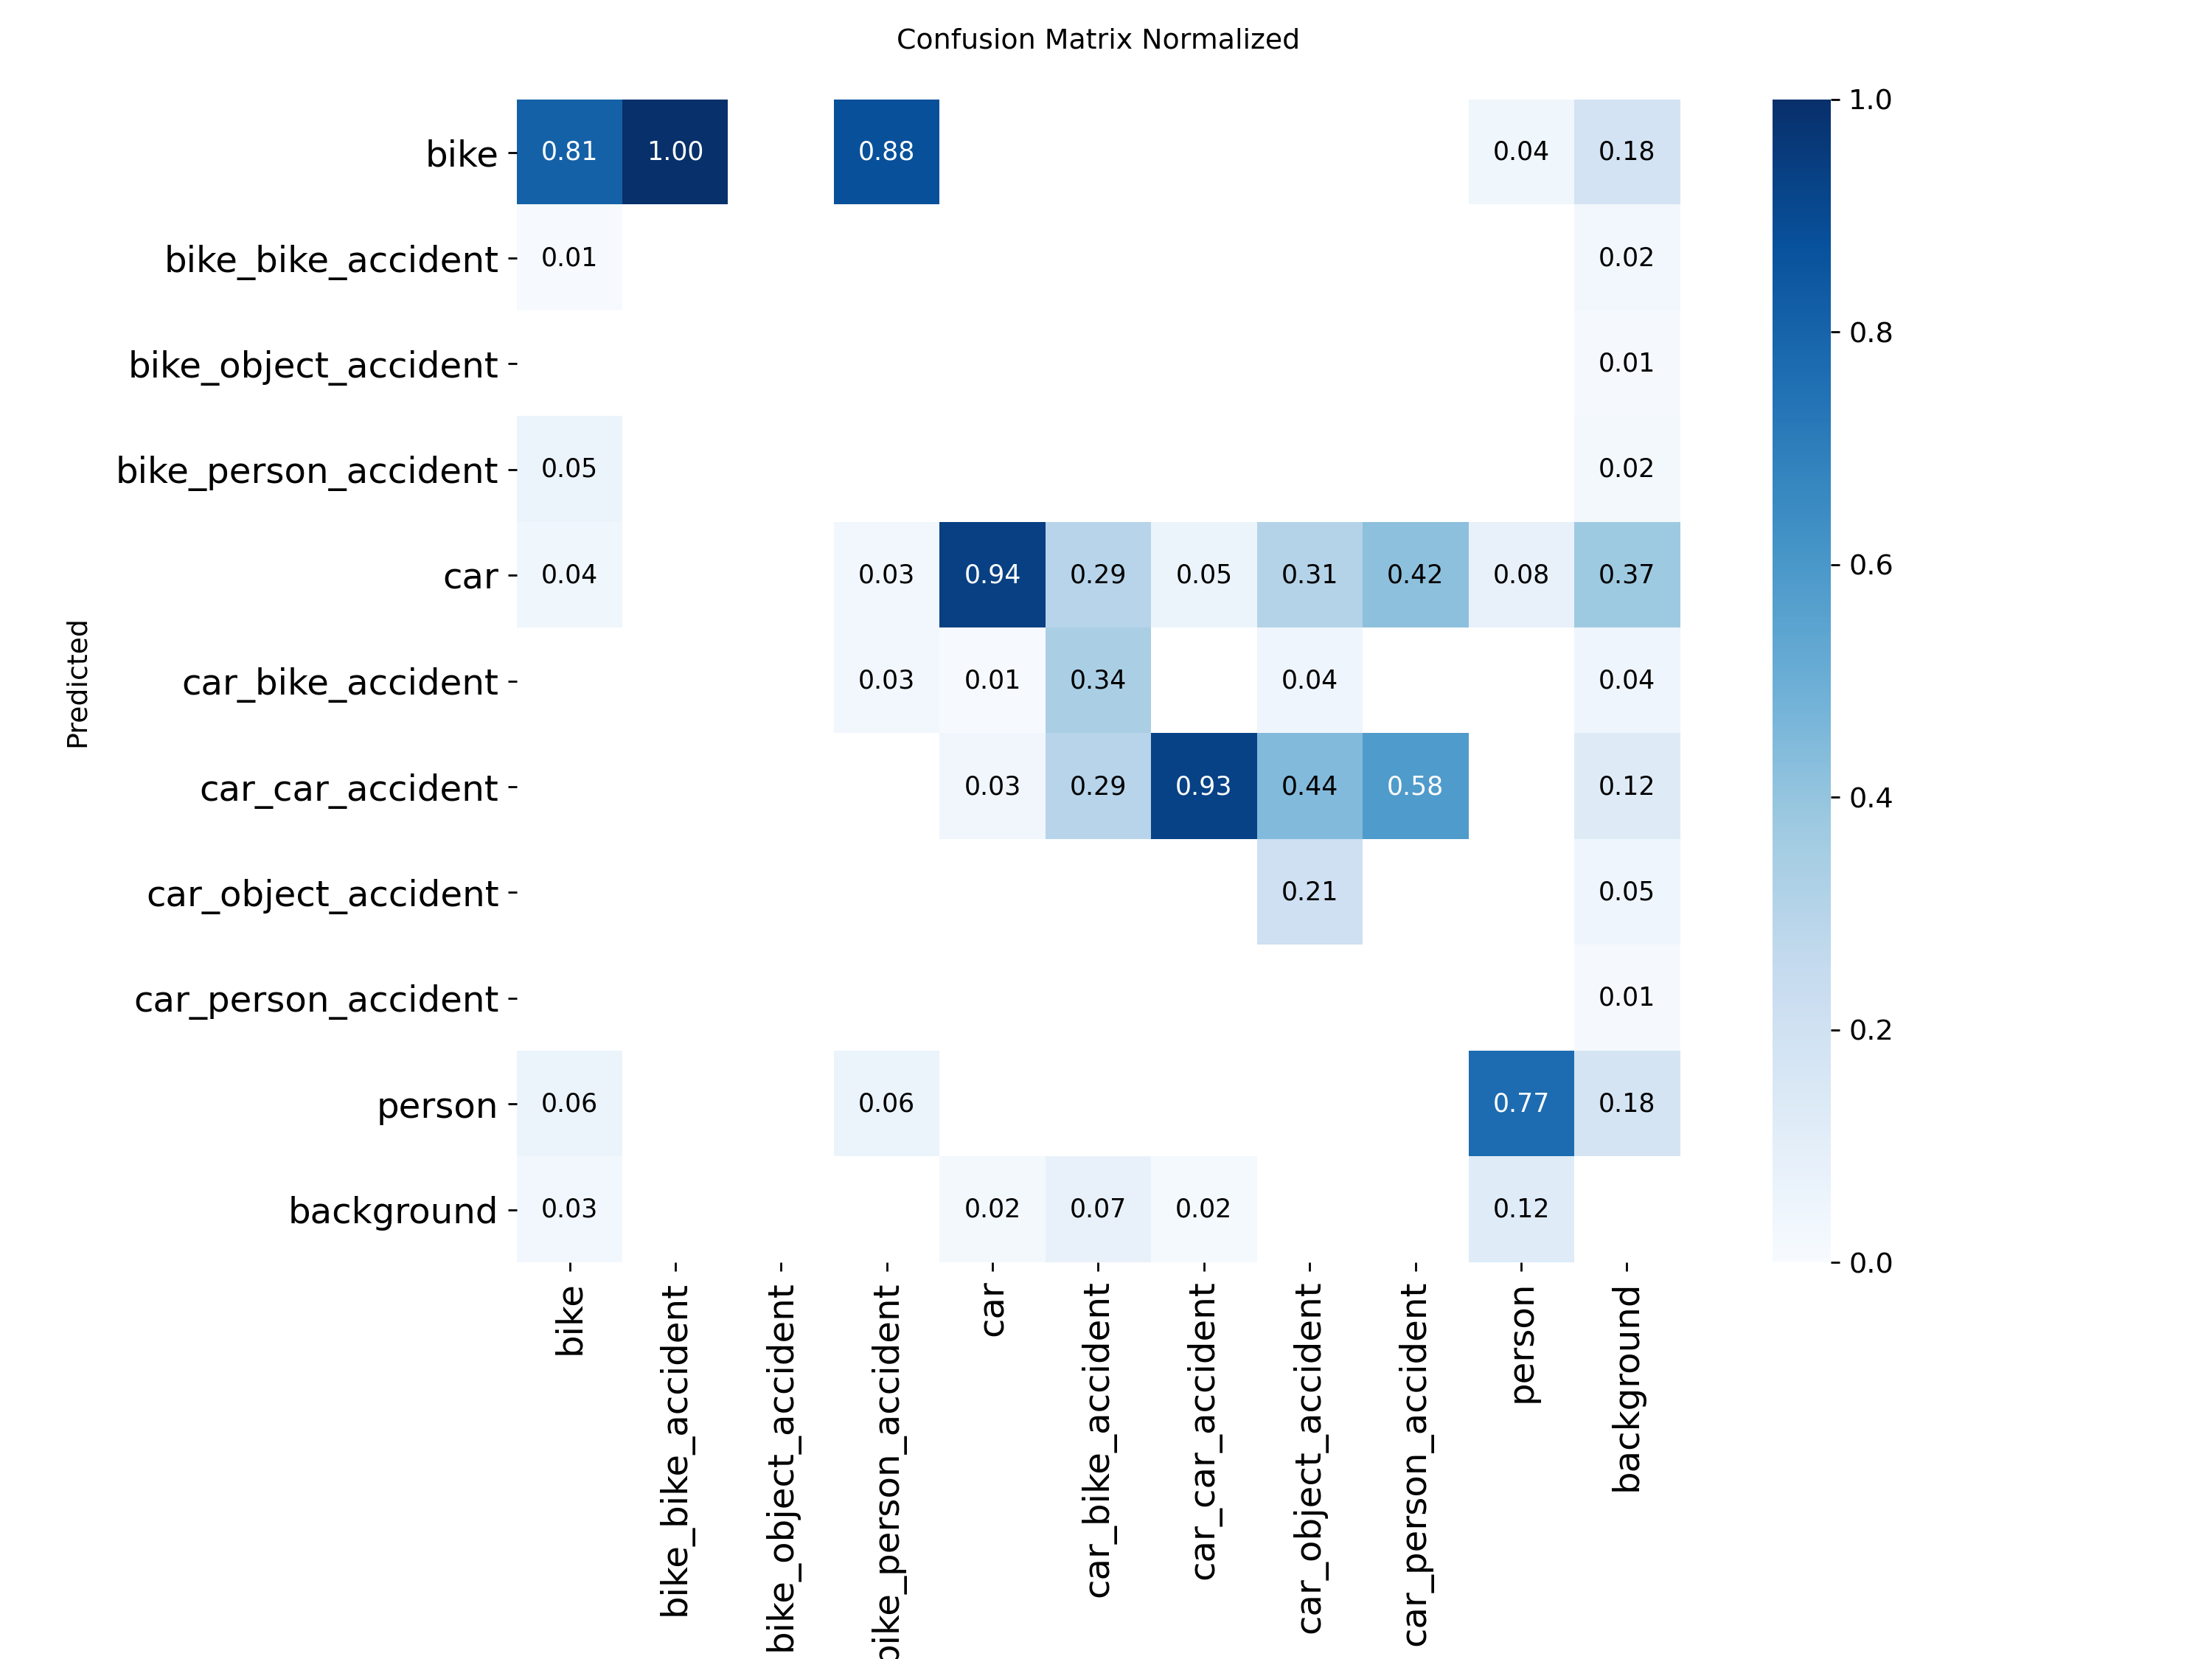 Confusion Matrix Normalized
bike 0.81 1.00 0.88 0.04 0.18
bike_bike_accident 0.01 0.02
bike_object_accident 0.01
bike_person_accident 0.05 0.02
car 0.04 0.03 0.94 0.29 0.05 0.31 0.42 0.08 0.37
car_bike_accident 0.03 0.01 0.34 0.04 0.04
car_car_accident 0.03 0.29 0.93 0.44 0.58 0.12
car_object_accident 0.21 0.05
car_person_accident 0.01
person 0.06 0.06 0.77 0.18
background 0.03 0.02 0.07 0.02 0.12
Predicted
bike
bike_bike_accident
bike_object_accident
bike_person_accident
car
car_bike_accident
car_car_accident
car_object_accident
car_person_accident
person
background
1.0
0.8
0.6
0.4
0.2
0.0